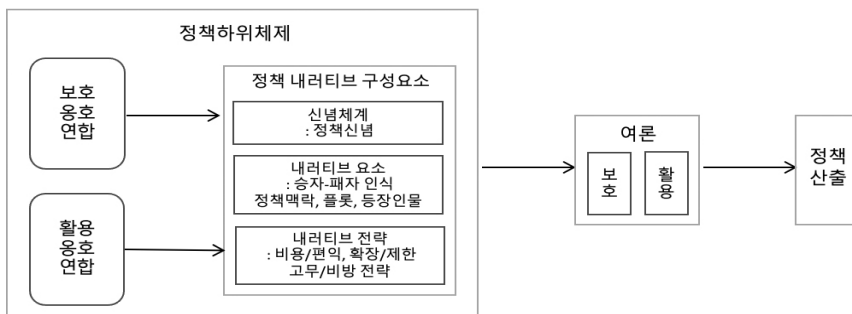 정책하위체제
보호
옹호
연합
활용
옹호
연합
정책 내러티브 구성요소
신념체계
: 정책신념
내러티브 요소
: 승자-패자 인식
정책맥락, 플롯, 등장인물
내러티브 전략
: 비용/편익, 확장/제한
고무/비방 전략
여론
보
호
활
용
정책
산출